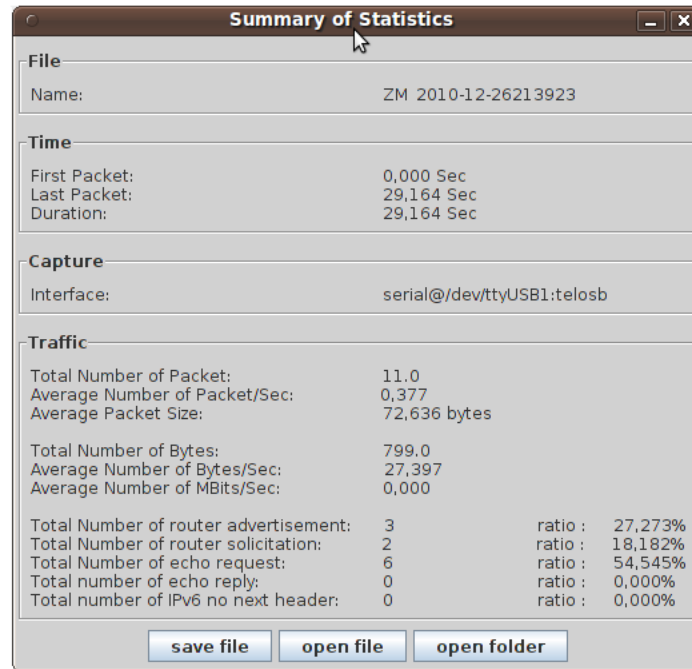 Summary of Statistics
File
Name: ZM 2010-12-26213923
Time
First Packet: 0,000 Sec
Last Packet: 29,164 Sec
Duration: 29,164 Sec
Capture
Interface: serial@/dev/ttyUSB1:telosb
Traffic
Total Number of Packet: 11.0
Average Number of Packet/Sec: 0,377
Average Packet Size: 72,636 bytes
Total Number of Bytes: 799.0
Average Number of Bytes/Sec: 27,397
Average Number of MBits/Sec: 0,000
Total Number of router advertisement: 3 ratio : 27,273%
Total Number of router solicitation: 2 ratio : 18,182%
Total Number of echo request: 6 ratio : 54,545%
Total number of echo reply: 0 ratio : 0,000%
Total number of IPv6 no next header: 0 ratio : 0,000%
save file open file open folder